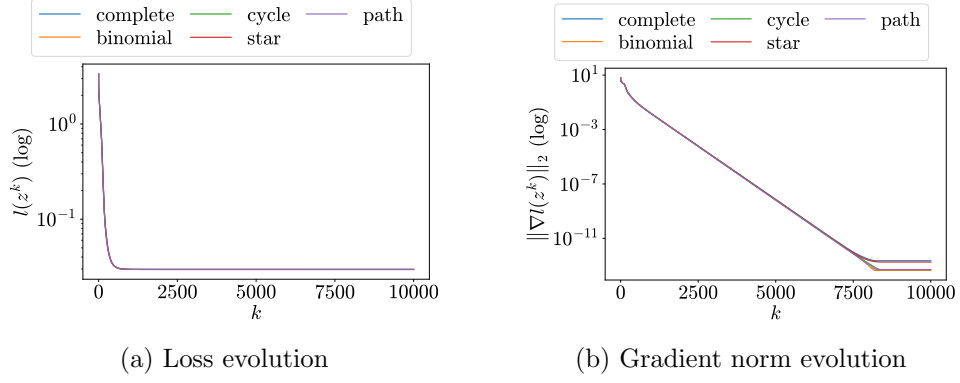 complete cycle path
binomial star
l(z^k) (log)
10^0
10^{-1}
0 2500 5000 7500 10000
k
(a) Loss evolution
complete cycle path
binomial star
‖∇l(z^k)‖_2 (log)
10^1
10^{-3}
10^{-7}
10^{-11}
0 2500 5000 7500 10000
k
(b) Gradient norm evolution